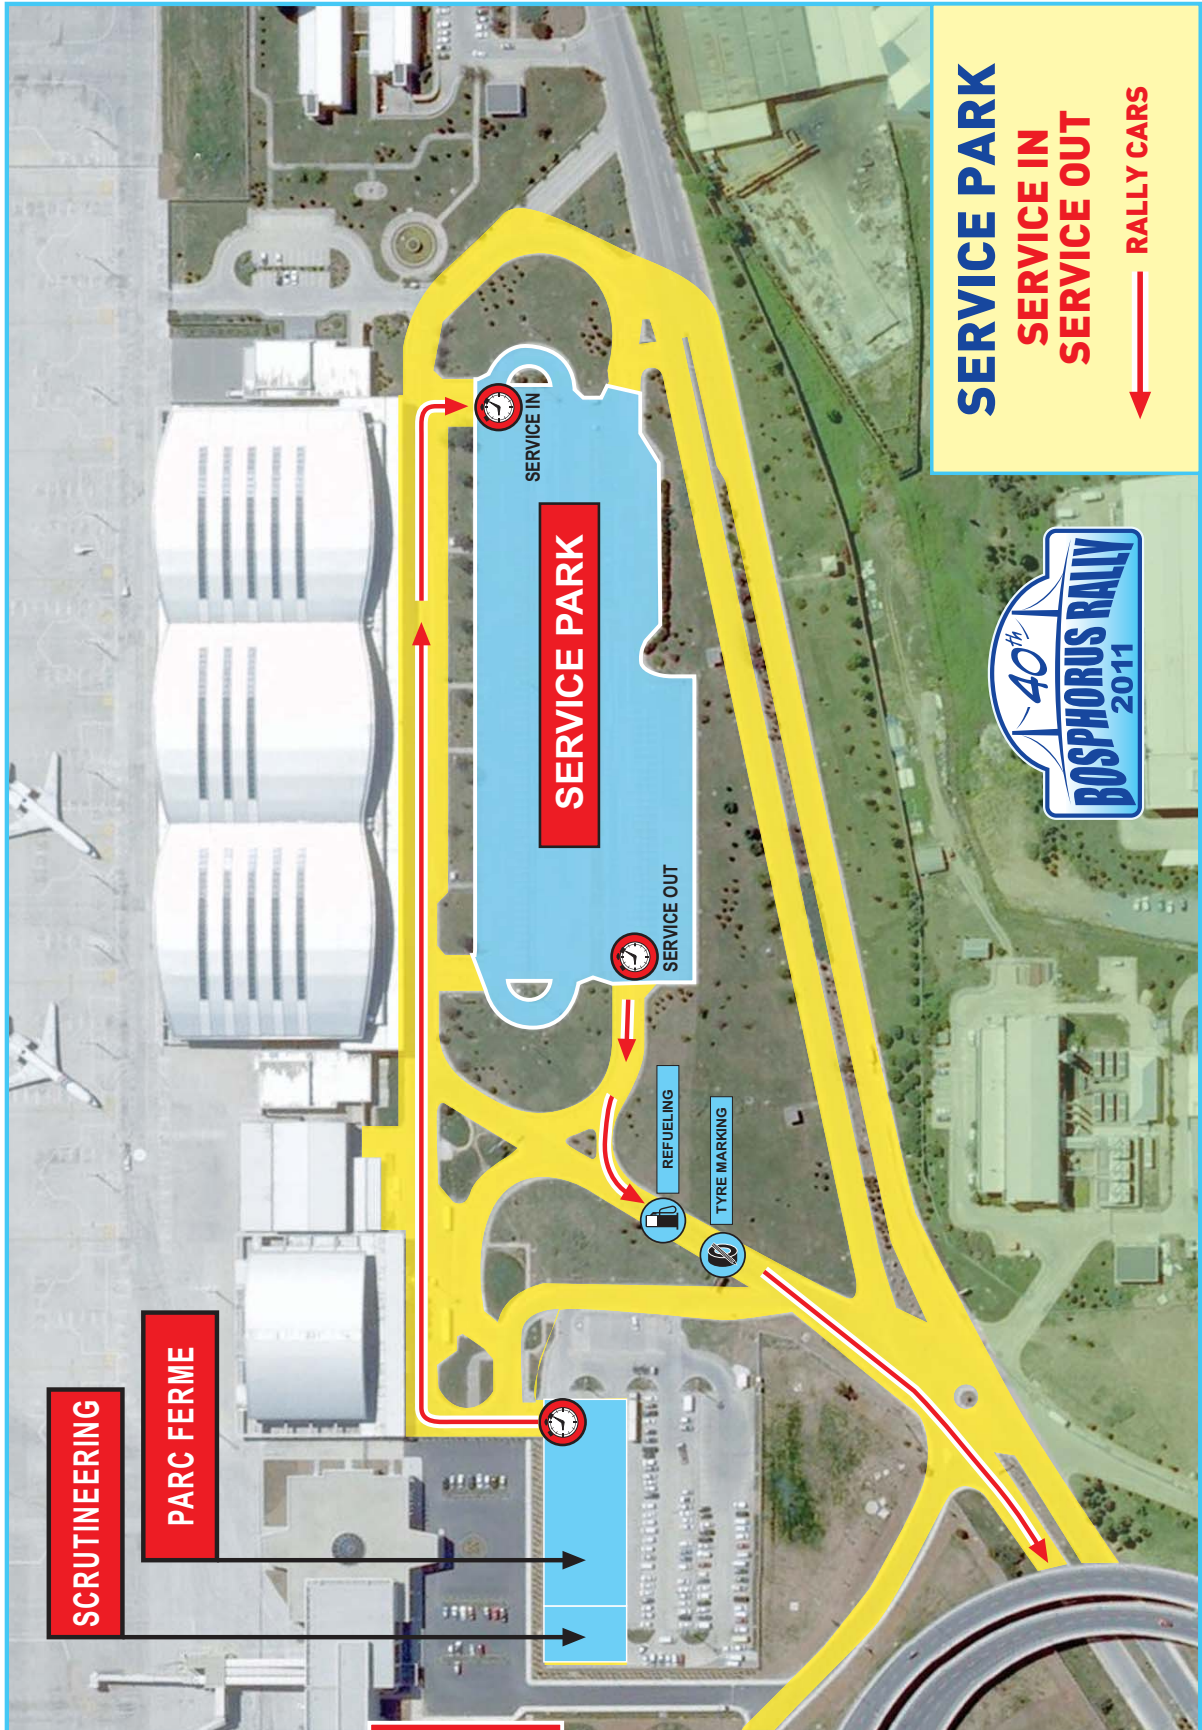 SERVICE PARK
SERVICE IN
SERVICE OUT
RALLY CARS
SCRUTINEERING
PARC FERME
SERVICE IN
SERVICE PARK
SERVICE OUT
REFUELING
TYRE MARKING
40th
BOSPHORUS RALLY
2011